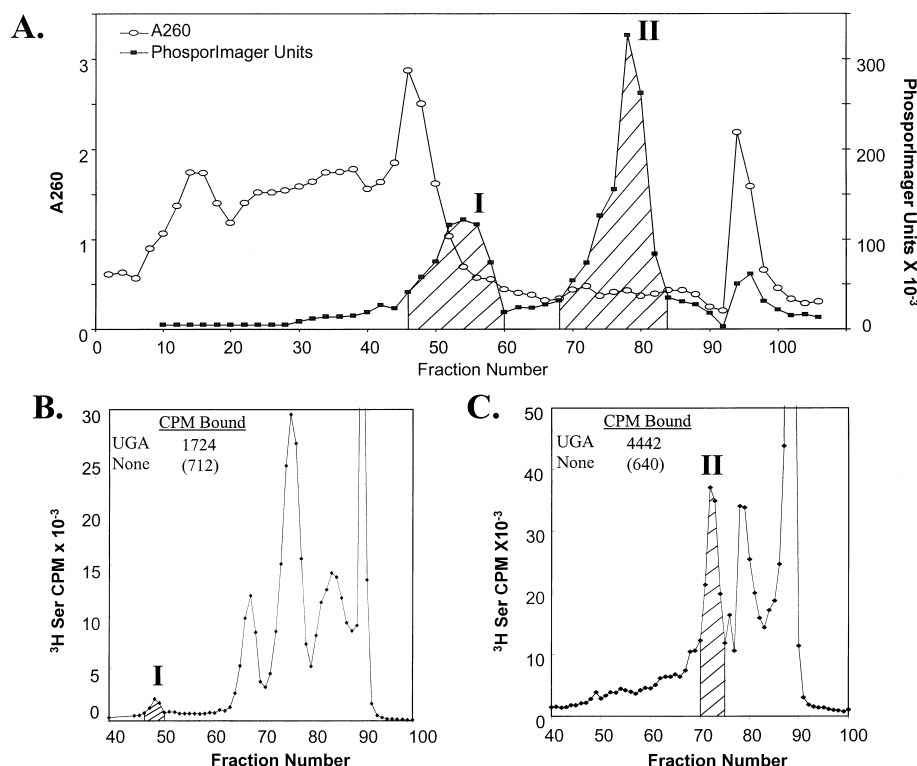 A.
A260
PhosporImager Units
I
II
3
2
1
0
A260
300
200
100
0
PhosporImager Units X 10-3
0 10 20 30 40 50 60 70 80 90 100
Fraction Number
B.
CPM Bound
UGA 1724
None (712)
I
30
25
20
15
10
5
0
3H Ser CPM x 10-3
40 50 60 70 80 90 100
Fraction Number
C.
CPM Bound
UGA 4442
None (640)
II
50
40
30
20
10
0
3H Ser CPM X10-3
40 50 60 70 80 90 100
Fraction Number